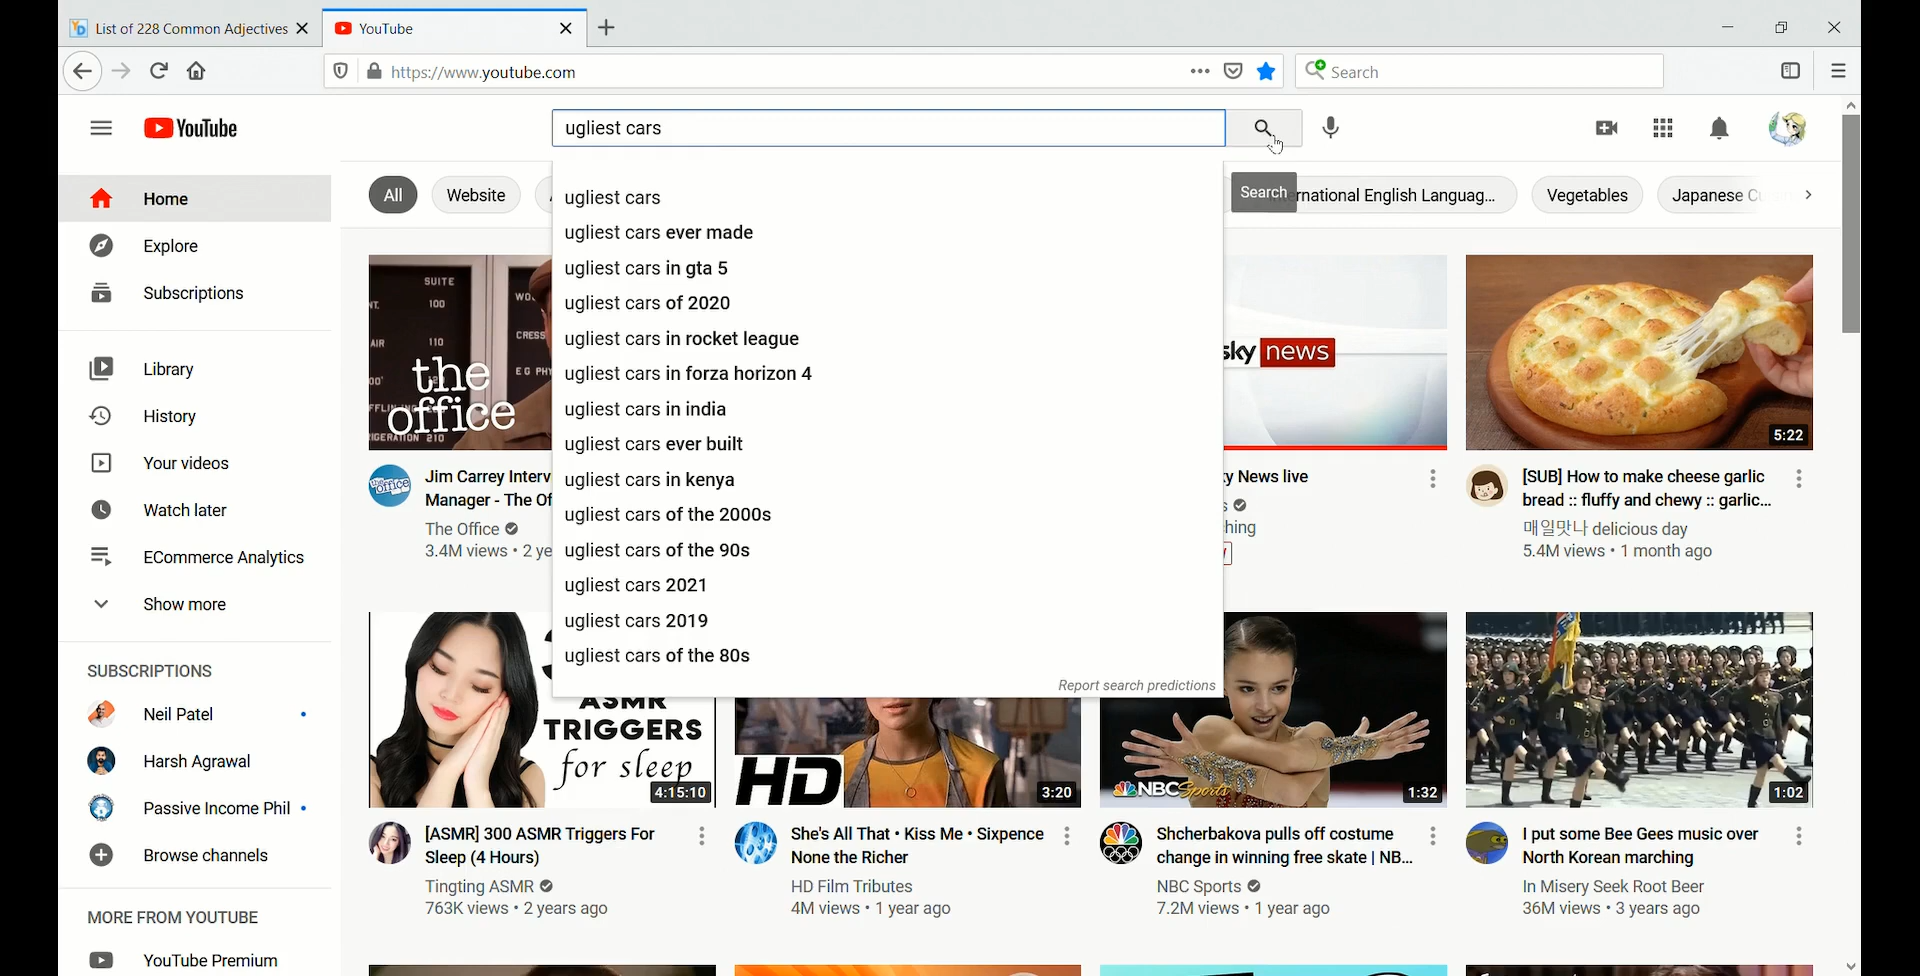 List of 228 Common Adjectives
YouTube
https://www.youtube.com
Search
YouTube
ugliest cars
Search
All
Website
rnational English Languag...
Vegetables
Japanese
Home
Explore
Subscriptions
Library
History
Your videos
Watch later
ECommerce Analytics
Show more
SUBSCRIPTIONS
Neil Patel
Harsh Agrawal
Passive Income Phil
Browse channels
MORE FROM YOUTUBE
YouTube Premium
ugliest cars
ugliest cars ever made
ugliest cars in gta 5
ugliest cars of 2020
ugliest cars in rocket league
ugliest cars in forza horizon 4
ugliest cars in india
ugliest cars ever built
ugliest cars in kenya
ugliest cars of the 2000s
ugliest cars of the 90s
ugliest cars 2021
ugliest cars 2019
ugliest cars of the 80s
Report search predictions
SUITE
100
110
the
office
Jim Carrey Interv
Manager - The Of
The Office
3.4M views • 2 ye
sky news
y News live
hing
5:22
[SUB] How to make cheese garlic
bread :: fluffy and chewy :: garlic...
매일맛나 delicious day
5.4M views • 1 month ago
ASMR
TRIGGERS
for sleep
4:15:10
[ASMR] 300 ASMR Triggers For
Sleep (4 Hours)
Tingting ASMR
763K views • 2 years ago
HD
3:20
She's All That • Kiss Me • Sixpence
None the Richer
HD Film Tributes
4M views • 1 year ago
NBC Sports
1:32
Shcherbakova pulls off costume
change in winning free skate | NB...
NBC Sports
7.2M views • 1 year ago
1:02
I put some Bee Gees music over
North Korean marching
In Misery Seek Root Beer
36M views • 3 years ago